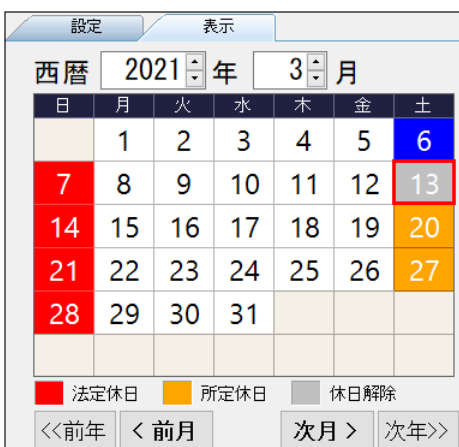 設定 表示
西暦 2021 年 3 月
日 月 火 水 木 金 土
1 2 3 4 5 6
7 8 9 10 11 12 13
14 15 16 17 18 19 20
21 22 23 24 25 26 27
28 29 30 31
法定休日 所定休日 休日解除
<<前年 < 前月 次月 > 次年>>